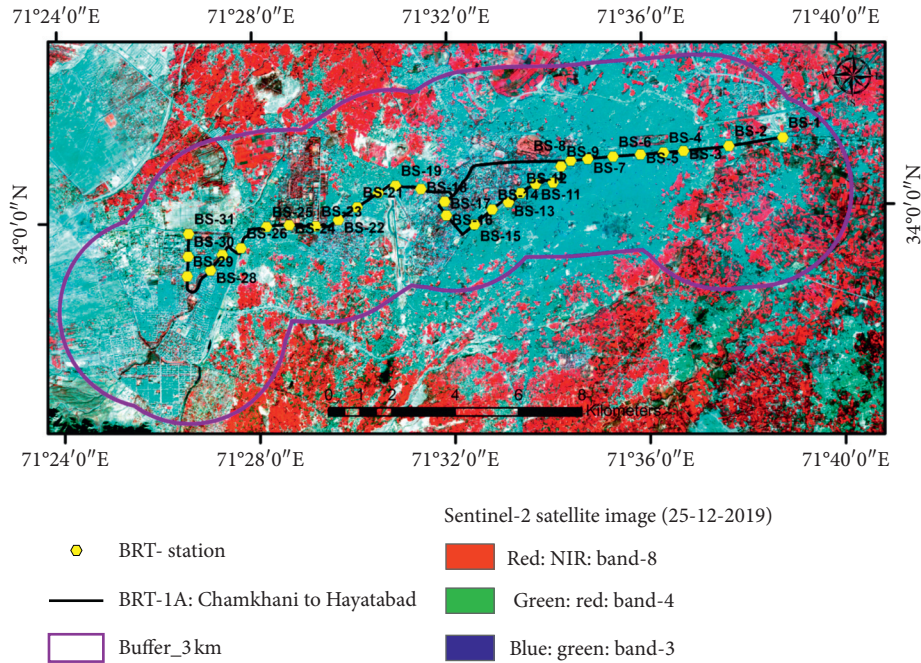 71°24′0″E 71°28′0″E 71°32′0″E 71°36′0″E 71°40′0″E
BS-1
BS-2
BS-4
BS-3
BS-6
BS-5
BS-8
BS-9
BS-7
BS-19
BS-18
BS-12
BS-11
BS-14
BS-13
BS-17
BS-16
BS-15
BS-21
BS-23
BS-22
BS-25
BS-24
BS-26
BS-31
BS-30
BS-29
BS-28
34°0′0″N
34°0′0″N
0 1 2 4 6 8
Kilometers
71°24′0″E 71°28′0″E 71°32′0″E 71°36′0″E 71°40′0″E
BRT- station
BRT-1A: Chamkhani to Hayatabad
Buffer_3 km
Sentinel-2 satellite image (25-12-2019)
Red: NIR: band-8
Green: red: band-4
Blue: green: band-3